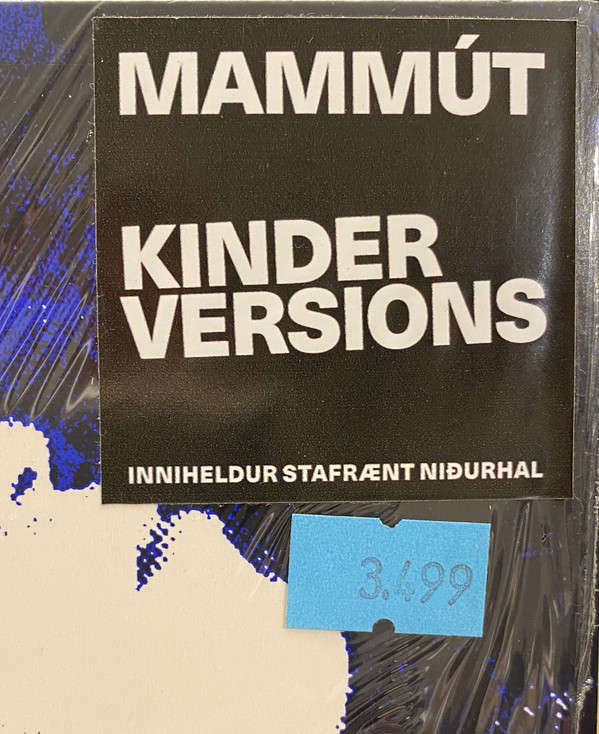 MAMMÚT
KINDER
VERSIONS
INNIHELDUR STAFRÆNT NIÐURHAL
3.499